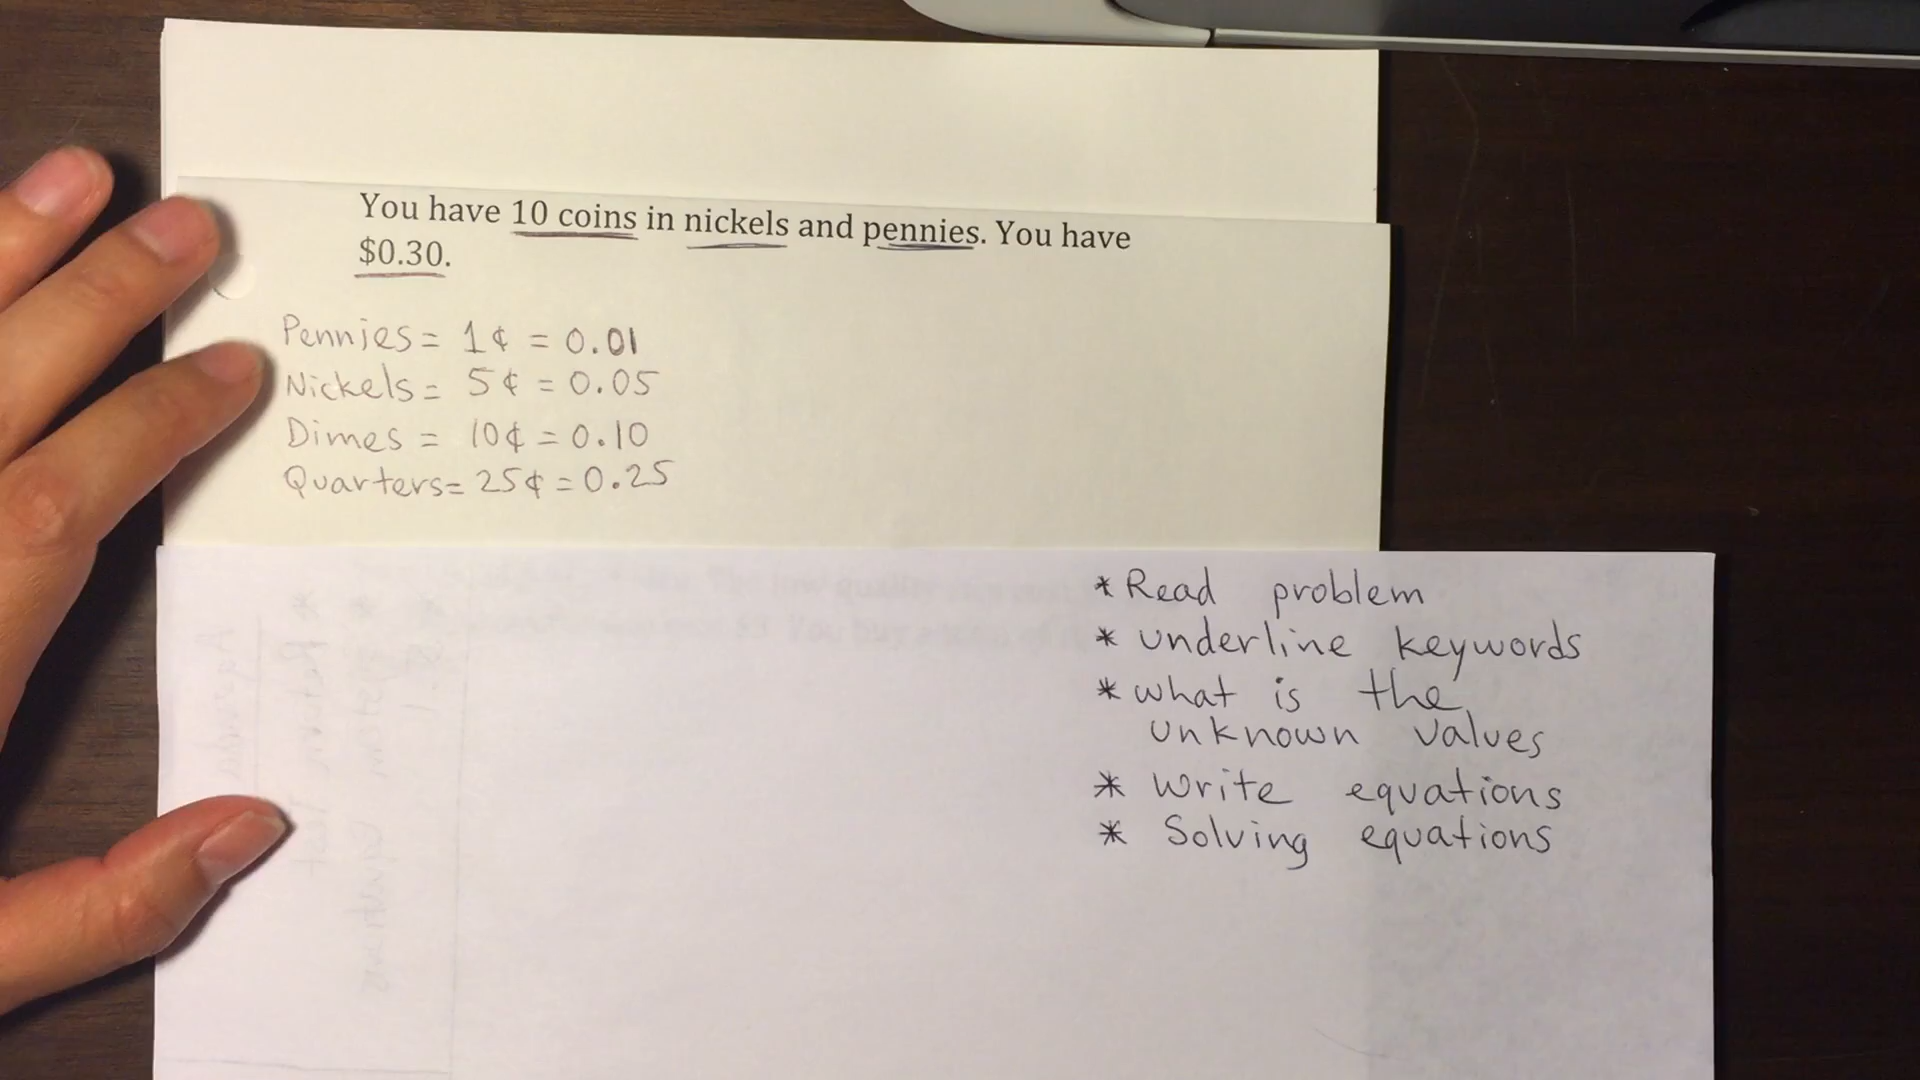 You have 10 coins in nickels and pennies. You have
$0.30.
Pennies = 1¢ = 0.01
Nickels = 5¢ = 0.05
Dimes = 10¢ = 0.10
Quarters = 25¢ = 0.25
* Read problem
* underline keywords
* what is the
unknown values
* Write equations
* Solving equations